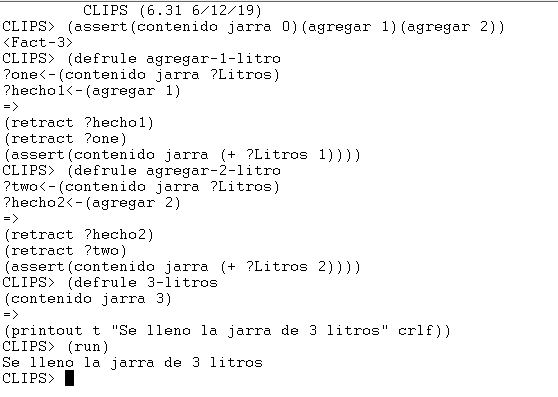 CLIPS (6.31 6/12/19)
CLIPS> (assert(contenido jarra 0)(agregar 1)(agregar 2))
<Fact-3>
CLIPS> (defrule agregar-1-litro
?one<-(contenido jarra ?Litros)
?hecho1<-(agregar 1)
=>
(retract ?hecho1)
(retract ?one)
(assert(contenido jarra (+ ?Litros 1))))
CLIPS> (defrule agregar-2-litro
?two<-(contenido jarra ?Litros)
?hecho2<-(agregar 2)
=>
(retract ?hecho2)
(retract ?two)
(assert(contenido jarra (+ ?Litros 2))))
CLIPS> (defrule 3-litros
(contenido jarra 3)
=>
(printout t "Se lleno la jarra de 3 litros" crlf))
CLIPS> (run)
Se lleno la jarra de 3 litros
CLIPS>